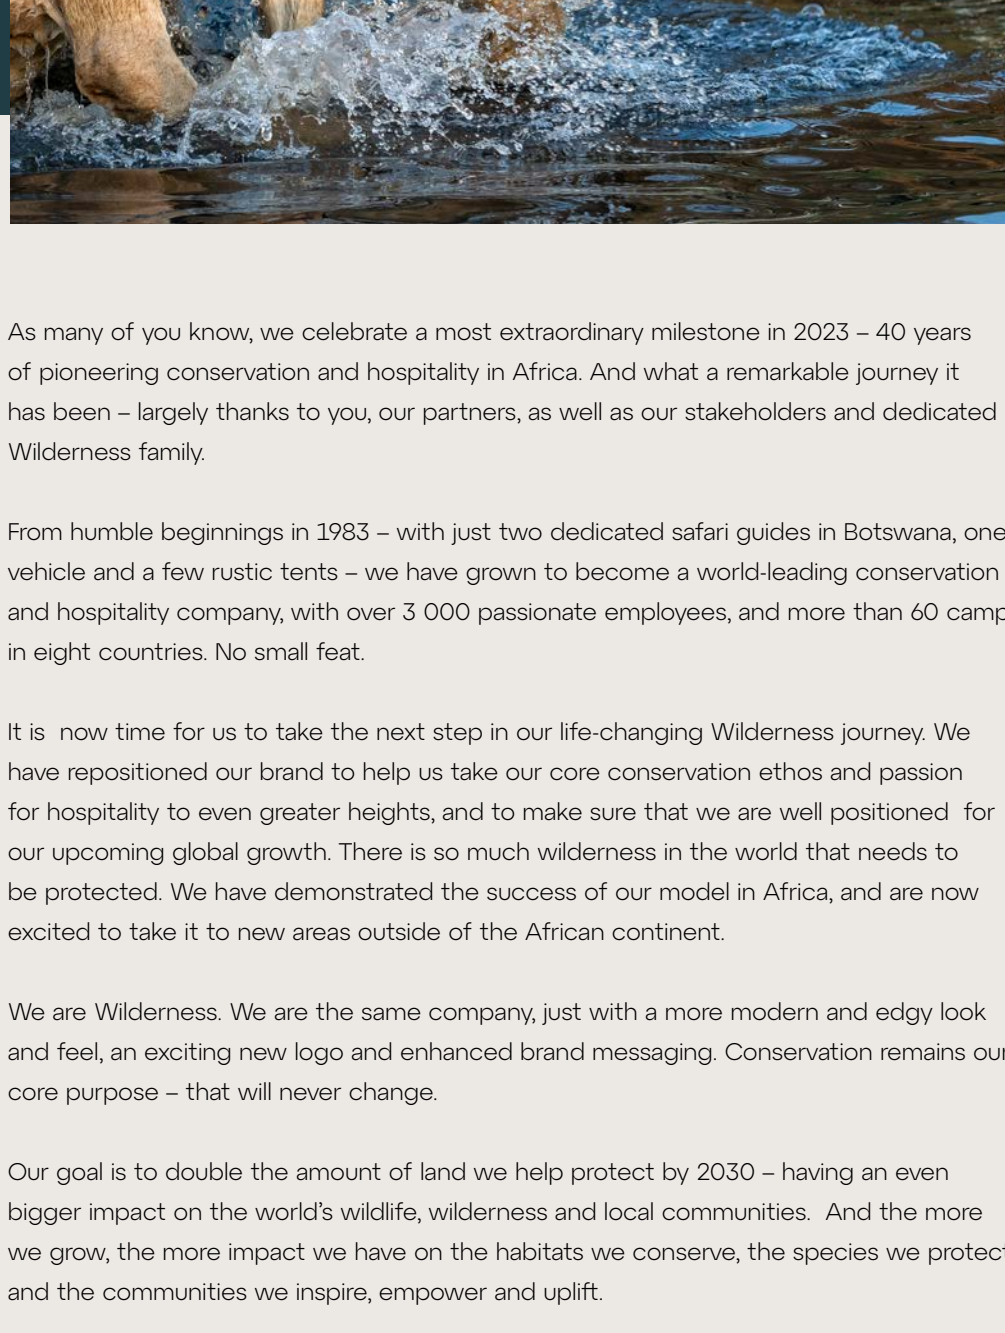 As many of you know, we celebrate a most extraordinary milestone in 2023 – 40 years
of pioneering conservation and hospitality in Africa. And what a remarkable journey it
has been – largely thanks to you, our partners, as well as our stakeholders and dedicated
Wilderness family.
From humble beginnings in 1983 – with just two dedicated safari guides in Botswana, one
vehicle and a few rustic tents – we have grown to become a world-leading conservation
and hospitality company, with over 3 000 passionate employees, and more than 60 camp
in eight countries. No small feat.
It is  now time for us to take the next step in our life-changing Wilderness journey. We
have repositioned our brand to help us take our core conservation ethos and passion
for hospitality to even greater heights, and to make sure that we are well positioned  for
our upcoming global growth. There is so much wilderness in the world that needs to
be protected. We have demonstrated the success of our model in Africa, and are now
excited to take it to new areas outside of the African continent.
We are Wilderness. We are the same company, just with a more modern and edgy look
and feel, an exciting new logo and enhanced brand messaging. Conservation remains our
core purpose – that will never change.
Our goal is to double the amount of land we help protect by 2030 – having an even
bigger impact on the world’s wildlife, wilderness and local communities.  And the more
we grow, the more impact we have on the habitats we conserve, the species we protect
and the communities we inspire, empower and uplift.